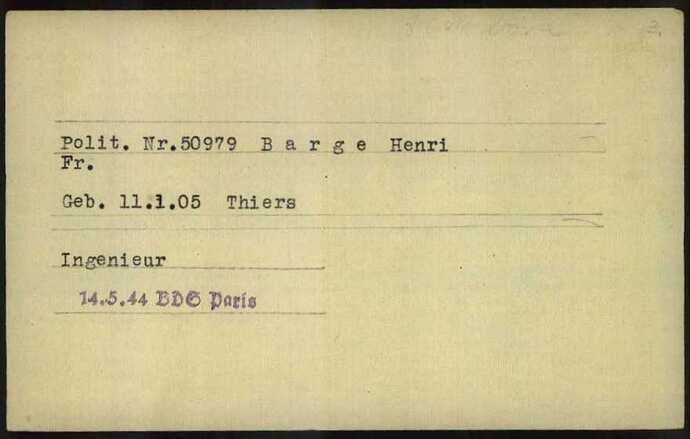 Polit. Nr.50979 B a r g e Henri
Fr.
Geb. 11.1.05 Thiers
Ingenieur
14.5.44 BDS Paris